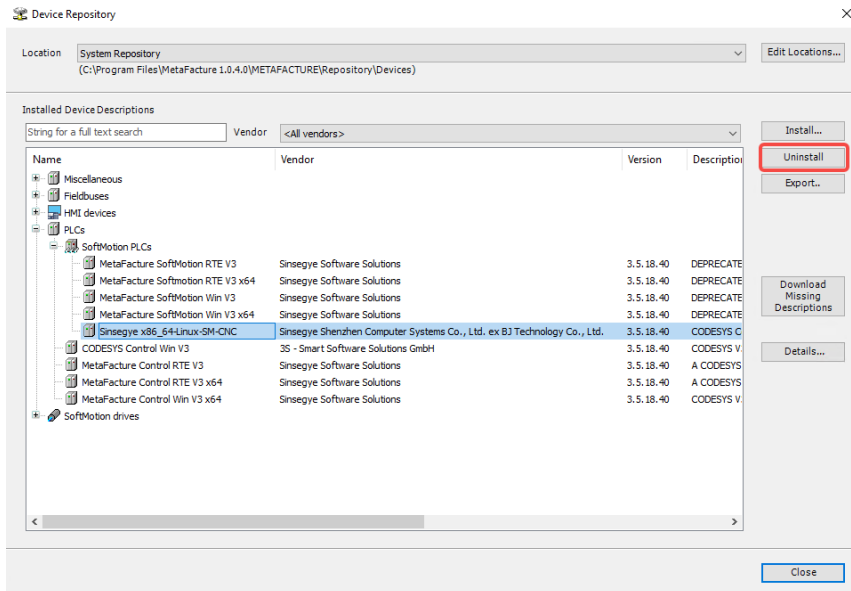 Device Repository
Location
System Repository
Edit Locations...
(C:\Program Files\MetaFacture 1.0.4.0\METAFACTURE\Repository\Devices)
Installed Device Descriptions
String for a full text search
Vendor
<All vendors>
Install...
Name
Vendor
Version
Description
Uninstall
Miscellaneous
Export..
Fieldbuses
HMI devices
PLCs
SoftMotion PLCs
MetaFacture SoftMotion RTE V3
Sinsegye Software Solutions
3.5.18.40
DEPRECATE
MetaFacture Softmotion RTE V3 x64
Sinsegye Software Solutions
3.5.18.40
DEPRECATE
MetaFacture SoftMotion Win V3
Sinsegye Software Solutions
3.5.18.40
DEPRECATE
MetaFacture SoftMotion Win V3 x64
Sinsegye Software Solutions
3.5.18.40
DEPRECATE
Download
Missing
Descriptions
Sinsegye x86_64-Linux-SM-CNC
Sinsegye Shenzhen Computer Systems Co., Ltd. ex BJ Technology Co., Ltd.
3.5.18.40
CODESYS C
CODESYS Control Win V3
3S - Smart Software Solutions GmbH
3.5.18.40
CODESYS V
Details...
MetaFacture Control RTE V3
Sinsegye Software Solutions
3.5.18.40
A CODESYS
MetaFacture Control RTE V3 x64
Sinsegye Software Solutions
3.5.18.40
A CODESYS
MetaFacture Control Win V3 x64
Sinsegye Software Solutions
3.5.18.40
CODESYS V
SoftMotion drives
Close